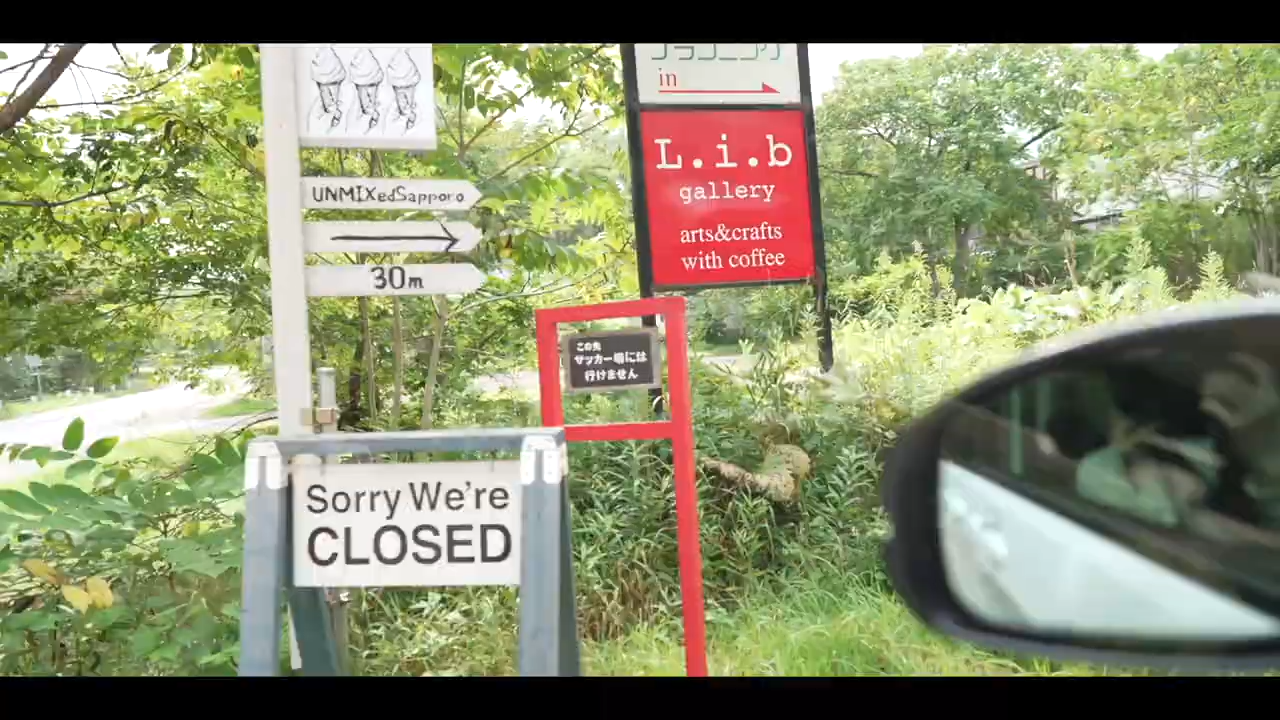 UNMIXedSapporo
30m
Sorry We're
CLOSED
in
L.i.b
gallery
arts&crafts
with coffee
この先
サッカー場には
行けません